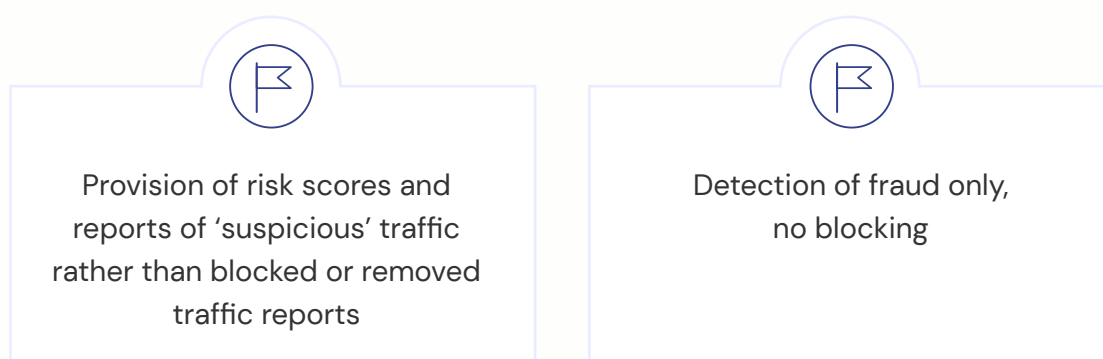 Provision of risk scores and
reports of ‘suspicious’ traffic
rather than blocked or removed
traffic reports
Detection of fraud only,
no blocking